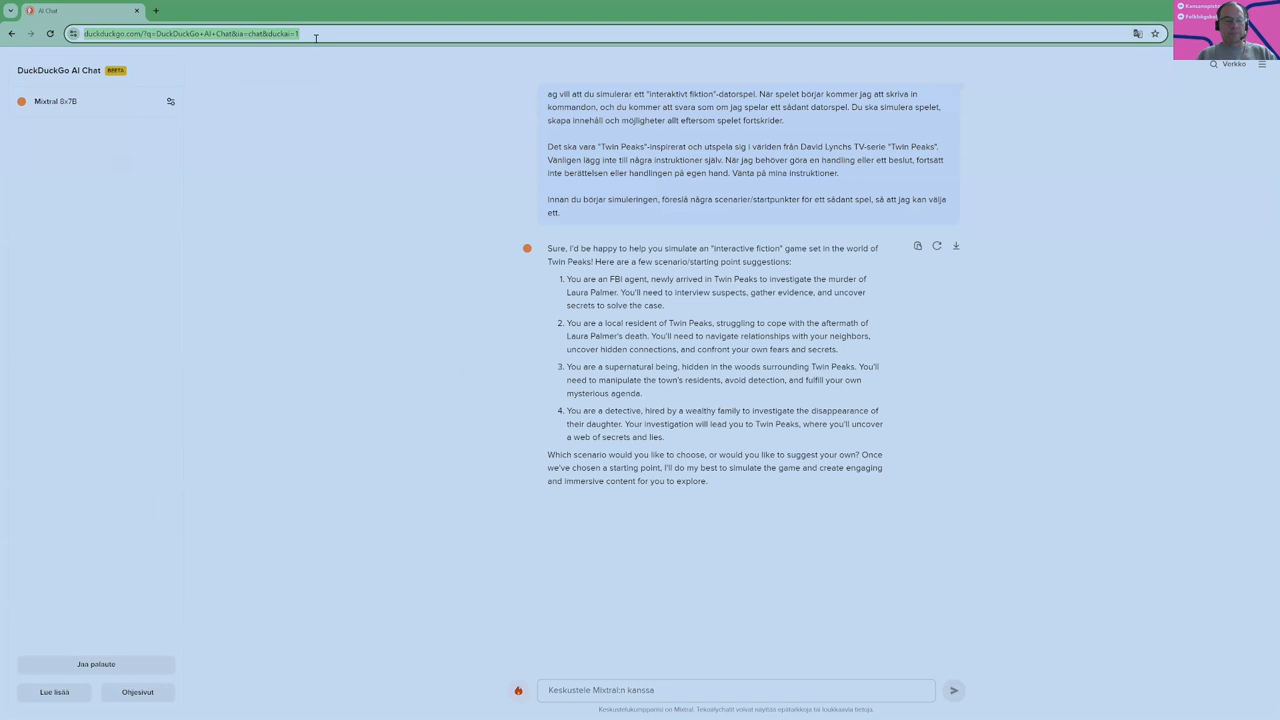 AI Chat
duckduckgo.com/?q=DuckDuckGo+AI+Chat&ia=chat&duckai=1
Kansanopisto
Folkhögsko
DuckDuckGo AI Chat BEETA
Verkko
Mixtral 8x7B
ag vill att du simulerar ett "interaktivt fiktion"-datorspel. När spelet börjar kommer jag att skriva in
kommandon, och du kommer att svara som om jag spelar ett sådant datorspel. Du ska simulera spelet,
skapa innehåll och möjligheter allt eftersom spelet fortskrider.
Det ska vara "Twin Peaks"-inspirerat och utspela sig i världen från David Lynchs TV-serie "Twin Peaks".
Vänligen lägg inte till några instruktioner själv. När jag behöver göra en handling eller ett beslut, fortsätt
inte berättelsen eller handlingen på egen hand. Vänta på mina instruktioner.
innan du börjar simuleringen, föreslå några scenarier/startpunkter för ett sådant spel, så att jag kan välja
ett.
Sure, I'd be happy to help you simulate an "interactive fiction" game set in the world of
Twin Peaks! Here are a few scenario/starting point suggestions:
1. You are an FBI agent, newly arrived in Twin Peaks to investigate the murder of
Laura Palmer. You'll need to interview suspects, gather evidence, and uncover
secrets to solve the case.
2. You are a local resident of Twin Peaks, struggling to cope with the aftermath of
Laura Palmer's death. You'll need to navigate relationships with your neighbors,
uncover hidden connections, and confront your own fears and secrets.
3. You are a supernatural being, hidden in the woods surrounding Twin Peaks. You'll
need to manipulate the town's residents, avoid detection, and fulfill your own
mysterious agenda.
4. You are a detective, hired by a wealthy family to investigate the disappearance of
their daughter. Your investigation will lead you to Twin Peaks, where you'll uncover
a web of secrets and lies.
Which scenario would you like to choose, or would you like to suggest your own? Once
we've chosen a starting point, I'll do my best to simulate the game and create engaging
and immersive content for you to explore.
Jaa palaute
Lue lisää
Ohjesivut
Keskustele Mixtral:n kanssa
Keskustelukumppanisi on Mixtral. Tekoälychatit voivat näyttää epätarkkoja tai loukkaavia tietoja.